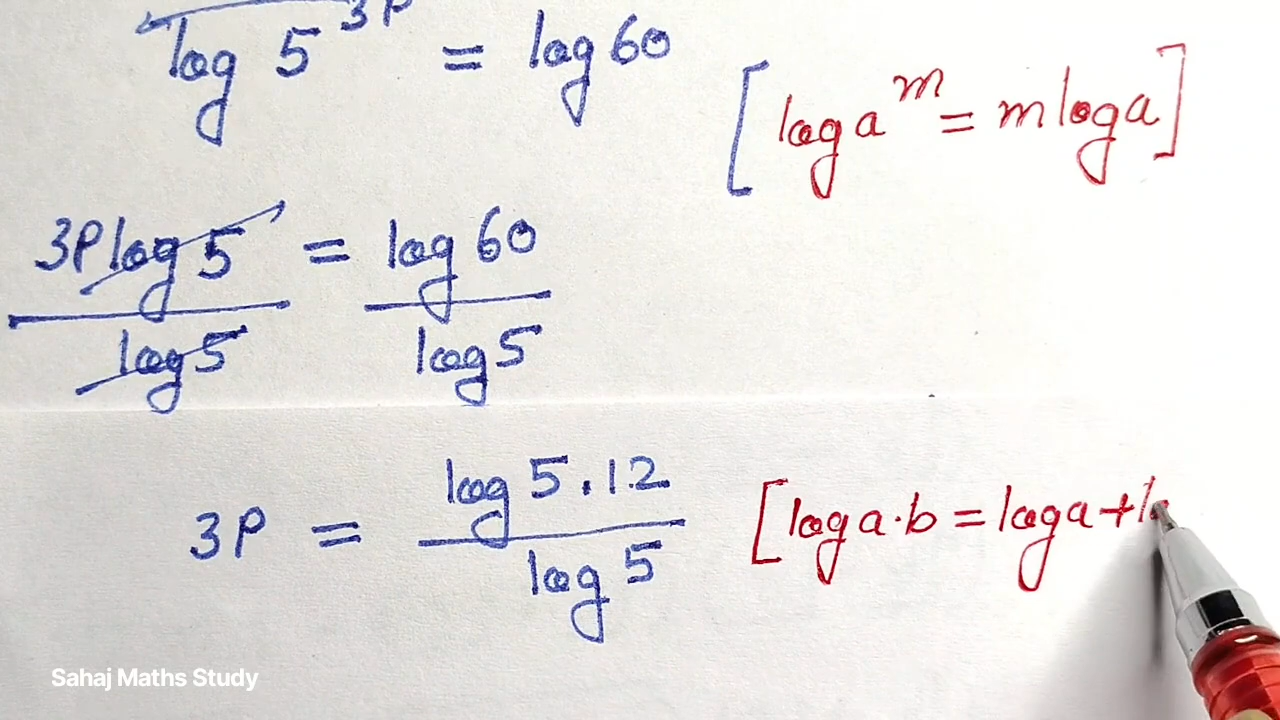 log 5^3P = log 60
[log a^m = m log a]
3P log 5 / log 5 = log 60 / log 5
3P = log 5.12 / log 5
[log a·b = log a + lo
Sahaj Maths Study